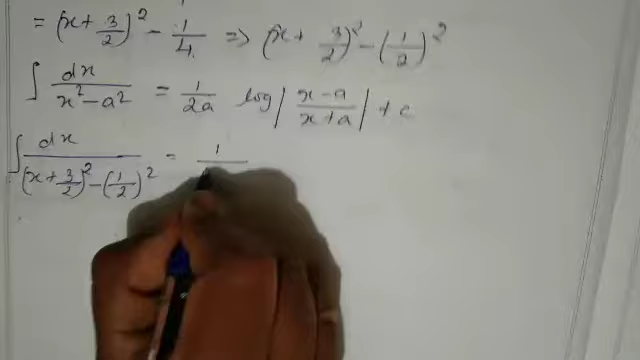 = (x + 3/2)² - 1/4 => (x + 3/2)² - (1/2)²
∫ dx/(x² - a²) = 1/2a log |(x - a)/(x + a)| + c
∫ dx/((x + 3/2)² - (1/2)²) = 1/